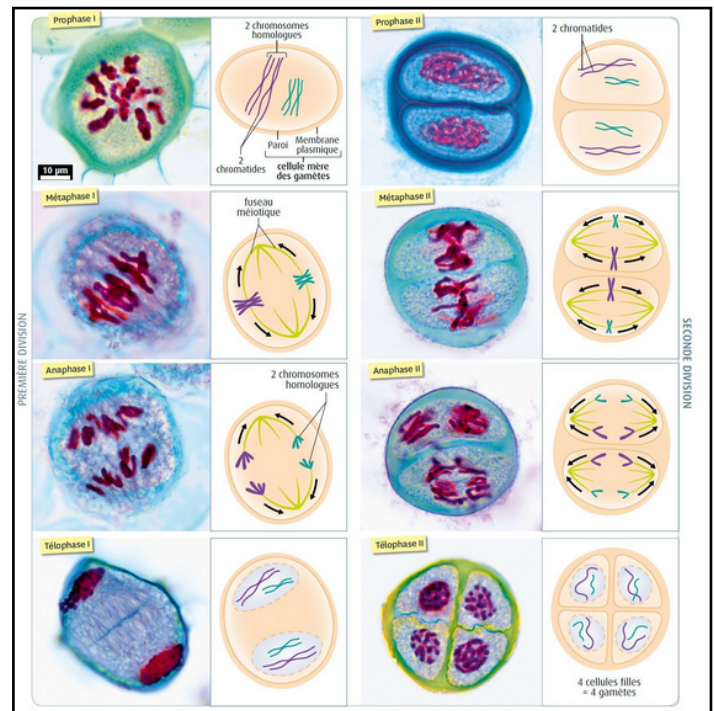 Prophase I
2 chromosomes
homologues
Paroi
Membrane
plasmique
2
chromatides
cellule mère
des gamètes
10 µm
Prophase II
2 chromatides
Métaphase I
fuseau
méiotique
Métaphase II
PREMIÈRE DIVISION
SECONDE DIVISION
Anaphase I
2 chromosomes
homologues
Anaphase II
Télophase I
Télophase II
4 cellules filles
= 4 gamètes